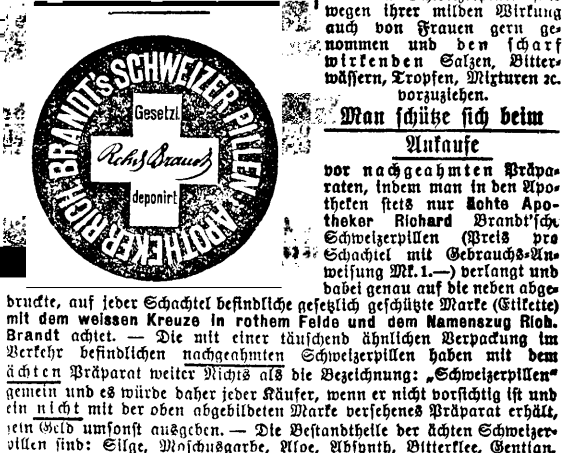 APOTHEKER RICH. BRANDT'S SCHWEIZER PILLEN
Gesetzl.
Rchd Brandt
deponirt
wegen ihrer milden Wirkung
auch von Frauen gern ge-
nommen und den scharf
wirkenden Salzen, Bitter-
wässern, Tropfen, Mixturen ꝛc.
vorzuziehen.
Man schütze sich beim
Ankaufe
vor nachgeahmten Präpa-
raten, indem man in den Apo-
theken stets nur ächte Apo-
theker Richard Brandt'sche
Schweizerpillen (Preis pro
Schachtel mit Gebrauchs-An-
weisung Mk. 1.—) verlangt und
dabei genau auf die neben abge-
druckte, auf jeder Schachtel befindliche gesetzlich geschützte Marke (Etikette)
mit dem weissen Kreuze in rothem Felde und dem Namenszug Rich.
Brandt achtet. — Die mit einer täuschend ähnlichen Verpackung im
Verkehr befindlichen nachgeahmten Schweizerpillen haben mit dem
ächten Präparat weiter Nichts als die Bezeichnung: „Schweizerpillen"
gemein und es würde daher jeder Käufer, wenn er nicht vorsichtig ist und
ein nicht mit der oben abgebildeten Marke versehenes Präparat erhält,
sein Geld umsonst ausgeben. — Die Bestandtheile der ächten Schweizer-
pillen sind: Silge, Moschusgarbe, Aloe, Absynth, Bitterklee, Gentian.